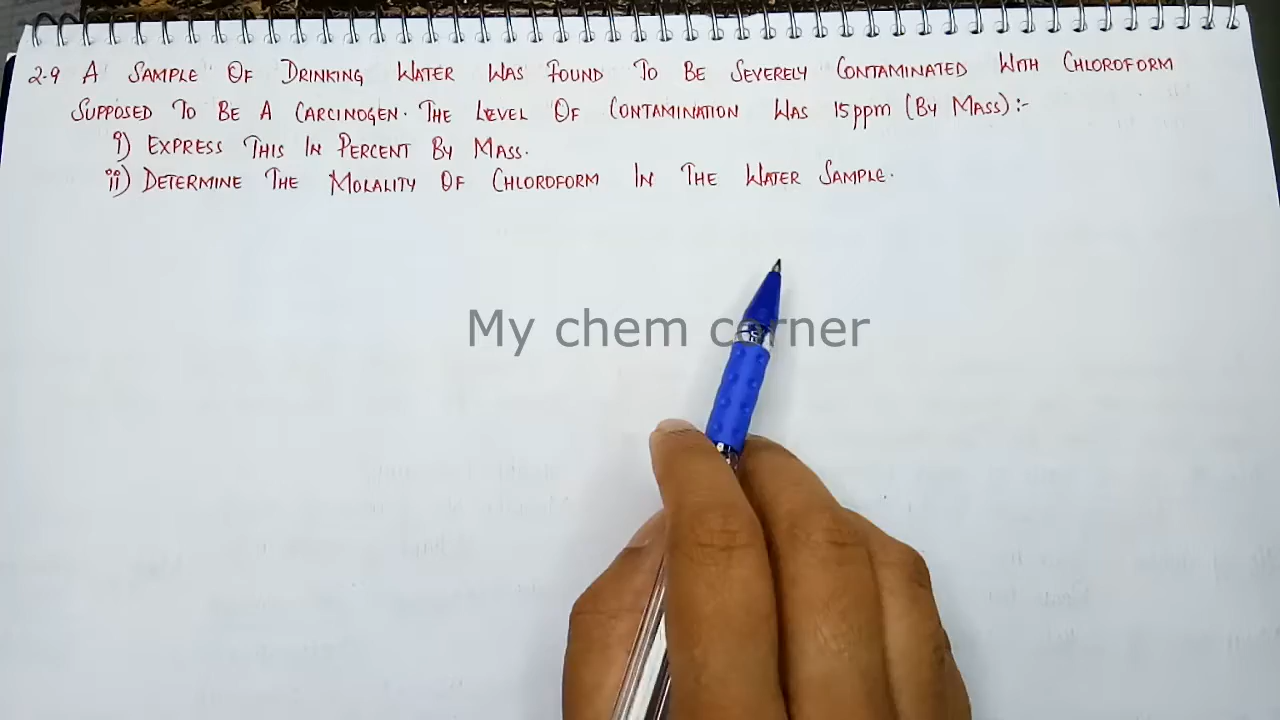 2.9 A SAMPLE OF DRINKING WATER WAS FOUND TO BE SEVERELY CONTAMINATED WITH CHLOROFORM
SUPPOSED TO BE A CARCINOGEN. THE LEVEL OF CONTAMINATION WAS 15ppm (BY MASS):-
i) EXPRESS THIS IN PERCENT BY MASS.
ii) DETERMINE THE MOLALITY OF CHLOROFORM IN THE WATER SAMPLE.
My chem corner